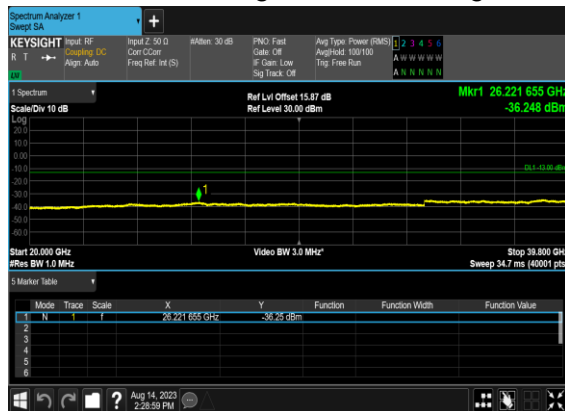 Spectrum Analyzer 1
Swept SA
+
KEYSIGHT Input: RF Input Z: 50 Ω #Atten: 30 dB PNO: Fast Avg Type: Power (RMS) 1 2 3 4 5 6
R T Coupling: DC Corr CCorr Gate: Off Avg|Hold: 100/100 A W W W W W
Align: Auto Freq Ref: Int (S) IF Gain: Low Trig: Free Run
LW Sig Track: Off A N N N N N
1 Spectrum Ref Lvl Offset 15.87 dB Mkr1 26.221 655 GHz
Scale/Div 10 dB Ref Level 30.00 dBm -36.248 dBm
Log
20.0
10.0
0.00
-10.0 DL1 -13.00 dBm
-20.0
-30.0 1
-40.0
-50.0
-60.0
Start 20.000 GHz Video BW 3.0 MHz* Stop 39.800 GHz
#Res BW 1.0 MHz Sweep 34.7 ms (40001 pts
5 Marker Table
Mode Trace Scale X Y Function Function Width Function Value
1 N 1 f 26.221 655 GHz -36.25 dBm
2
3
4
5
6
? Aug 14, 2023
2:28:59 PM